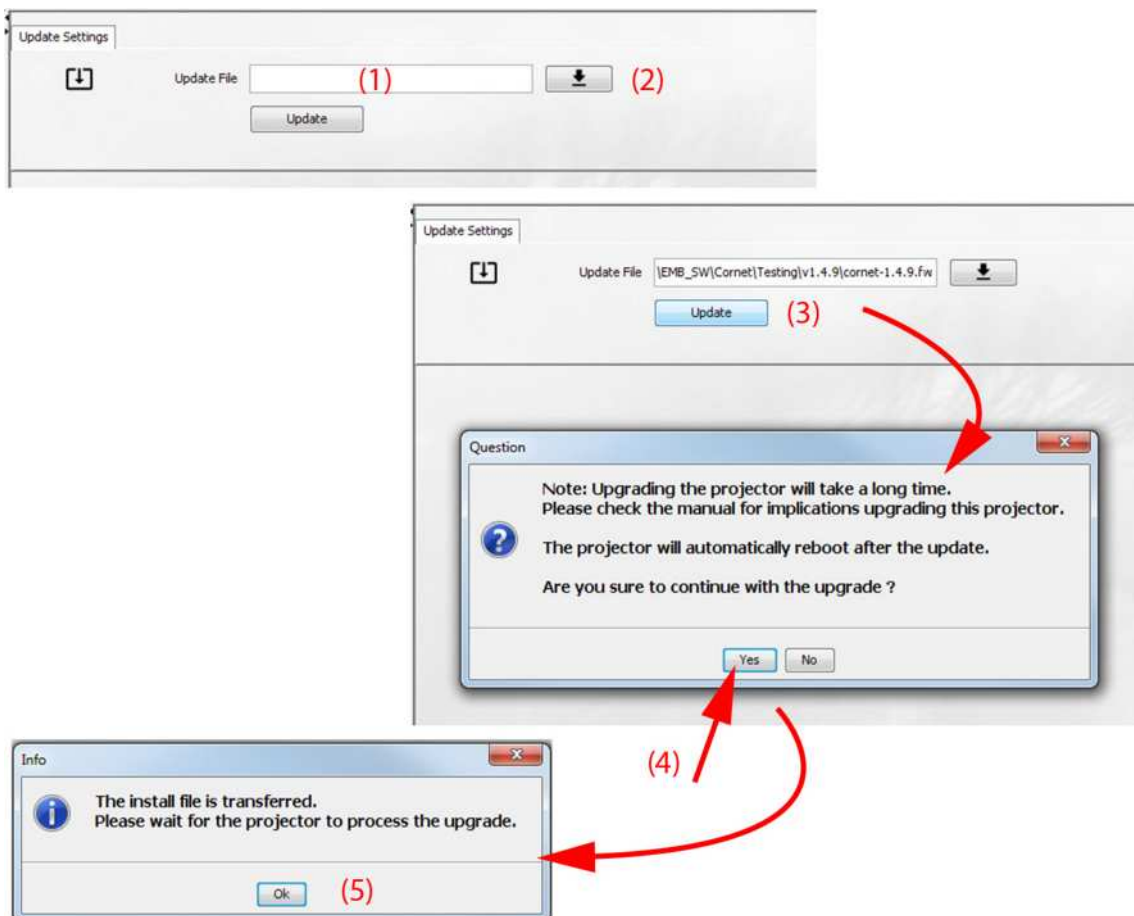 Update Settings
Update File (1) (2)
Update
Update Settings
Update File \EMB_SW\Cornet\Testing\v1.4.9\cornet-1.4.9.fw
Update (3)
Question
Note: Upgrading the projector will take a long time.
Please check the manual for implications upgrading this projector.
The projector will automatically reboot after the update.
Are you sure to continue with the upgrade ?
Yes No
(4)
Info
The install file is transferred.
Please wait for the projector to process the upgrade.
Ok (5)